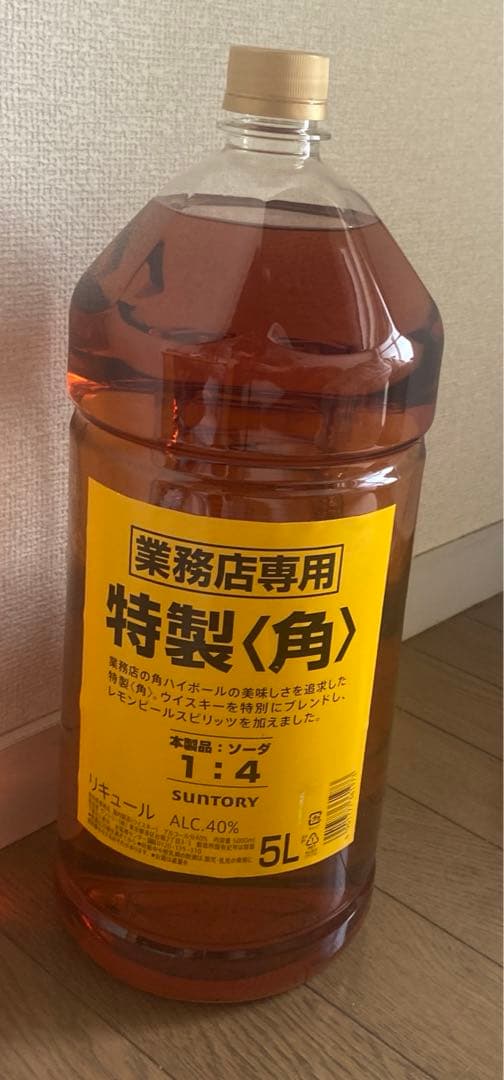 業務店専用
特製〈角〉
業務店の角ハイボールの美味しさを追求した
特製〈角〉。ウイスキーを特別にブレンドし、
レモンピールスピリッツを加えました。
本製品：ソーダ
1：4
SUNTORY
リキュール ALC.40%
5L